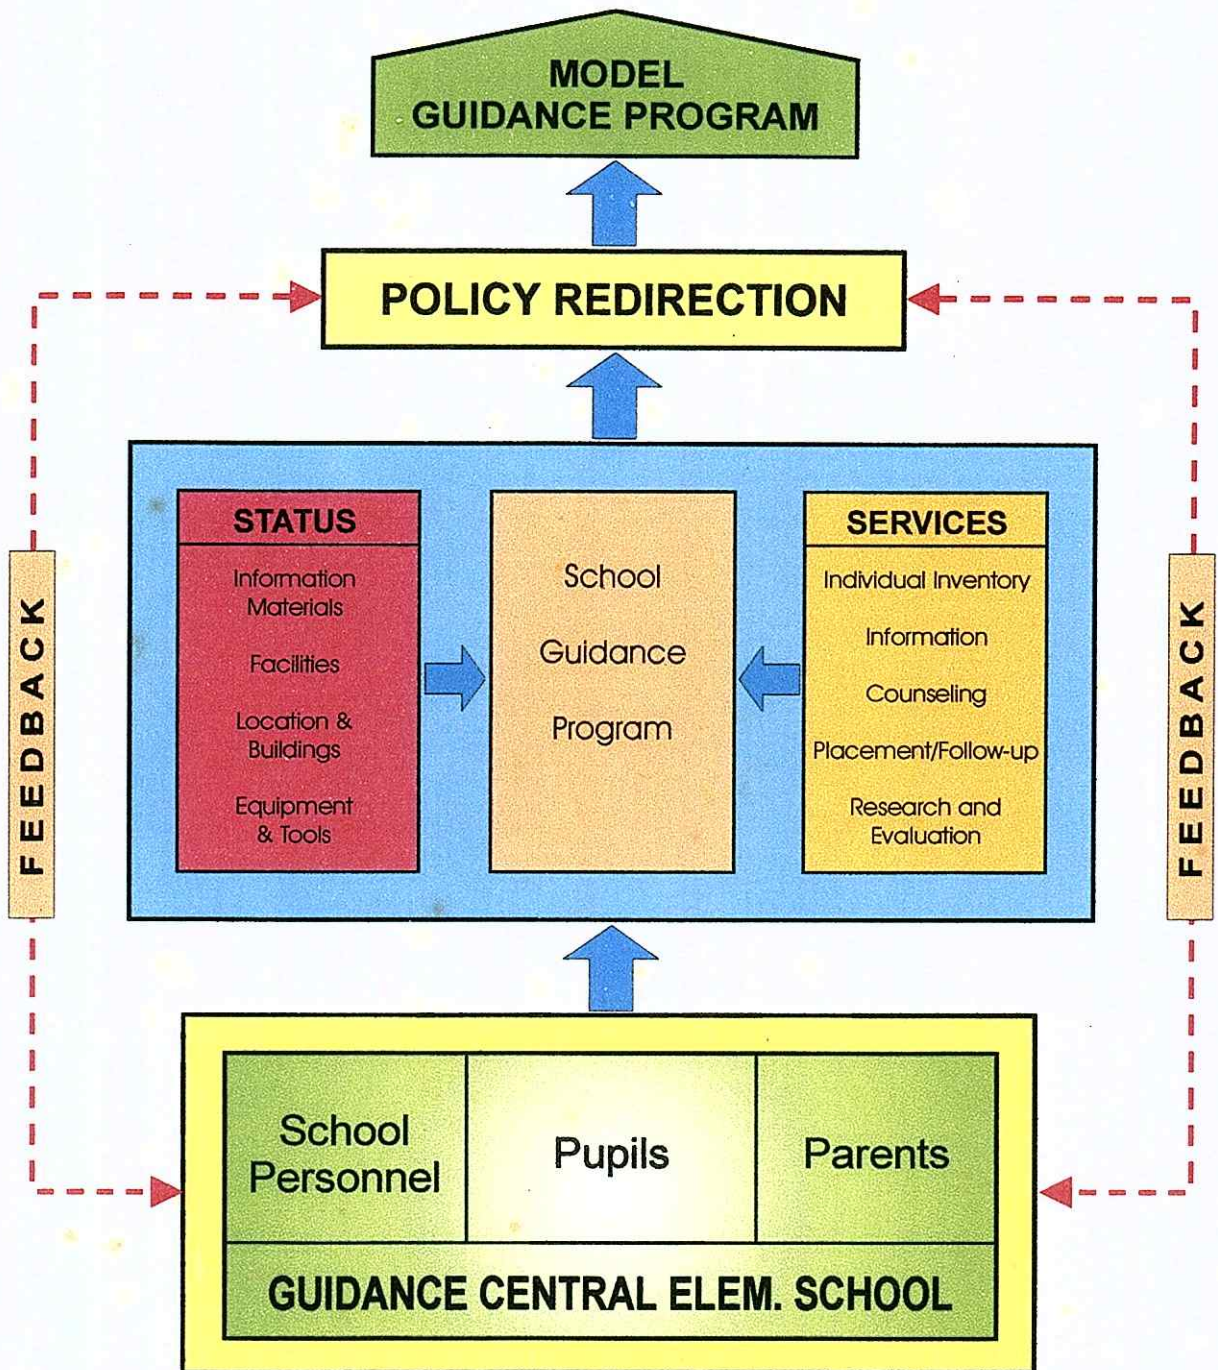 MODEL
GUIDANCE PROGRAM
POLICY REDIRECTION
FEEDBACK
STATUS
Information
Materials
Facilities
Location &
Buildings
Equipment
& Tools
School
Guidance
Program
SERVICES
Individual Inventory
Information
Counseling
Placement/Follow-up
Research and
Evaluation
FEEDBACK
School
Personnel
Pupils
Parents
GUIDANCE CENTRAL ELEM. SCHOOL